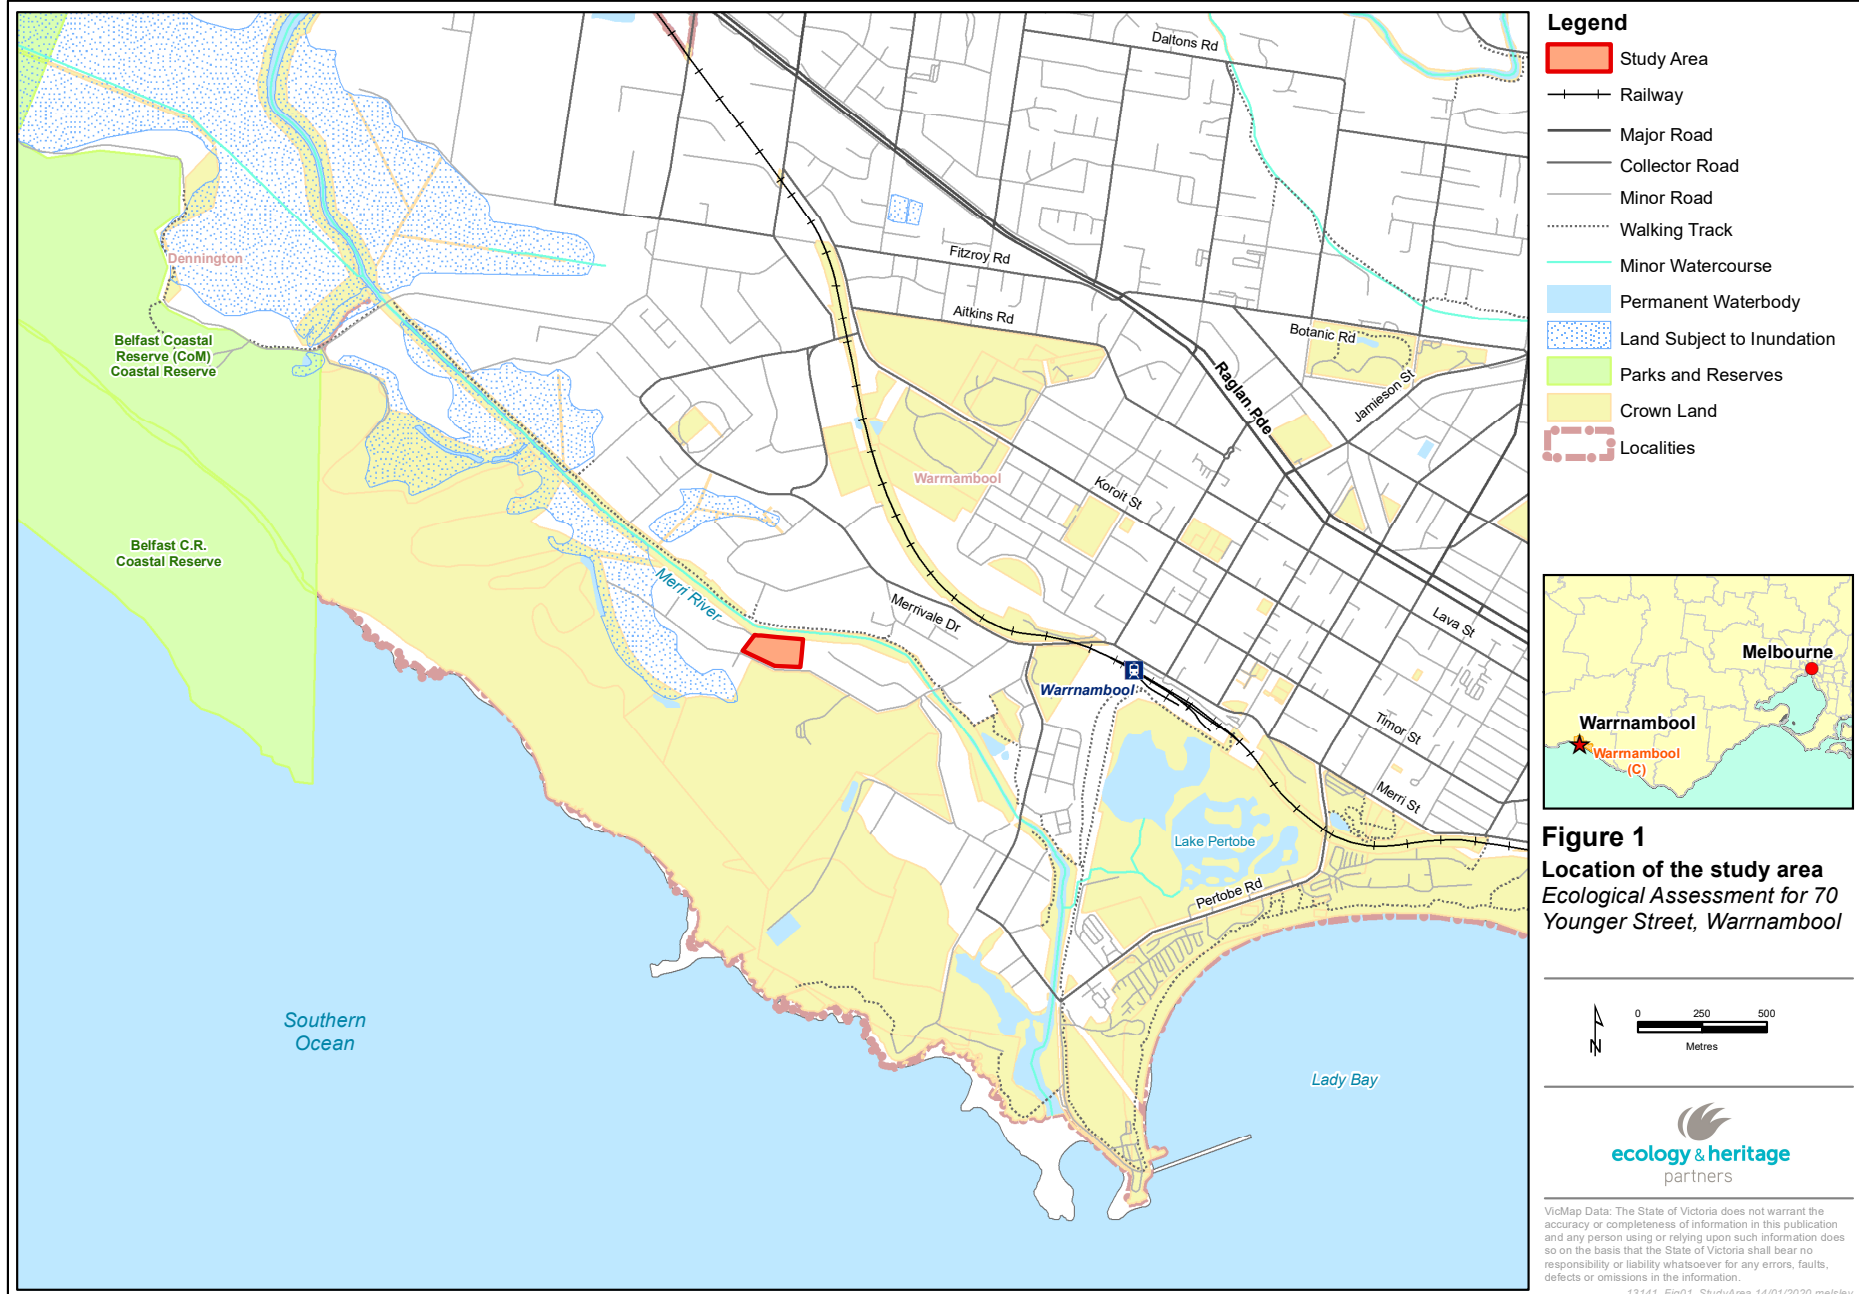 Daltons Rd
Fitzroy Rd
Aitkins Rd
Botanic Rd
Jamieson St
Raglan Pde
Dennington
Belfast Coastal
Reserve (CoM)
Coastal Reserve
Warrnambool
Koroit St
Belfast C.R.
Coastal Reserve
Merri River
Merrivale Dr
Lava St
Warrnambool
Timor St
Merri St
Lake Pertobe
Pertobe Rd
Southern
Ocean
Lady Bay
Legend
Study Area
Railway
Major Road
Collector Road
Minor Road
Walking Track
Minor Watercourse
Permanent Waterbody
Land Subject to Inundation
Parks and Reserves
Crown Land
Localities
Melbourne
Warrnambool
Warrnambool
(C)
Figure 1
Location of the study area
Ecological Assessment for 70
Younger Street, Warrnambool
0 250 500
Metres
N
ecology & heritage
partners
VicMap Data: The State of Victoria does not warrant the
accuracy or completeness of information in this publication
and any person using or relying upon such information does
so on the basis that the State of Victoria shall bear no
responsibility or liability whatsoever for any errors, faults,
defects or omissions in the information.
13141_Fig01_StudyArea 14/01/2020 melsley